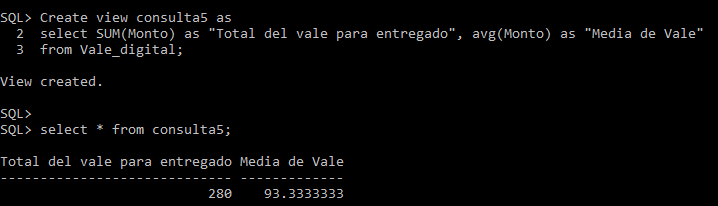 SQL> Create view consulta5 as
  2  select SUM(Monto) as "Total del vale para entregado", avg(Monto) as "Media de Vale"
  3  from Vale_digital;
View created.
SQL>
SQL> select * from consulta5;
Total del vale para entregado Media de Vale
----------------------------- -------------
                          280    93.3333333